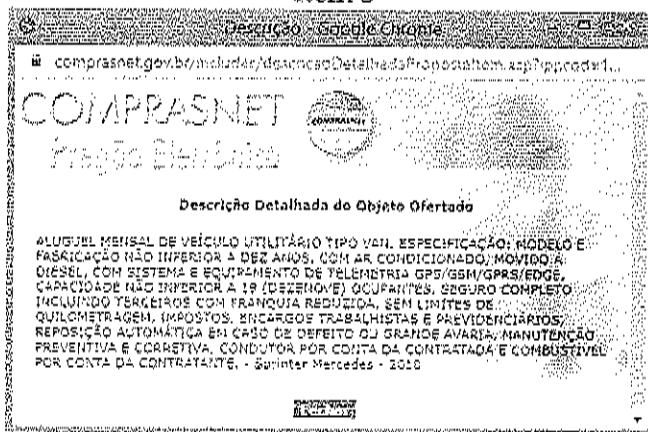 Descrição - Google Chrome
comprasnet.gov.br/
COMPRASNET
Pregão Eletrônico
Descrição Detalhada do Objeto Ofertado
ALUGUEL MENSAL DE VEÍCULO UTILITÁRIO TIPO VAN. ESPECIFICAÇÃO: MODELO E
FABRICAÇÃO NÃO INFERIOR A DEZ ANOS, COM AR CONDICIONADO, MOVIDO A
DIESEL, COM SISTEMA E EQUIPAMENTO DE TELEMETRIA GPS/GSM/GPRS/EDGE,
CAPACIDADE NÃO INFERIOR A 19 (DEZENOVE) OCUPANTES, SEGURO COMPLETO
INCLUINDO TERCEIROS COM FRANQUIA REDUZIDA, SEM LIMITES DE
QUILOMETRAGEM, IMPOSTOS, ENCARGOS TRABALHISTAS E PREVIDENCIÁRIOS,
REPOSIÇÃO AUTOMÁTICA EM CASO DE DEFEITO OU GRANDE AVARIA, MANUTENÇÃO
PREVENTIVA E CORRETIVA, CONDUTOR POR CONTA DA CONTRATADA E COMBUSTÍVEL
POR CONTA DA CONTRATANTE. - Sprinter Mercedes - 2018